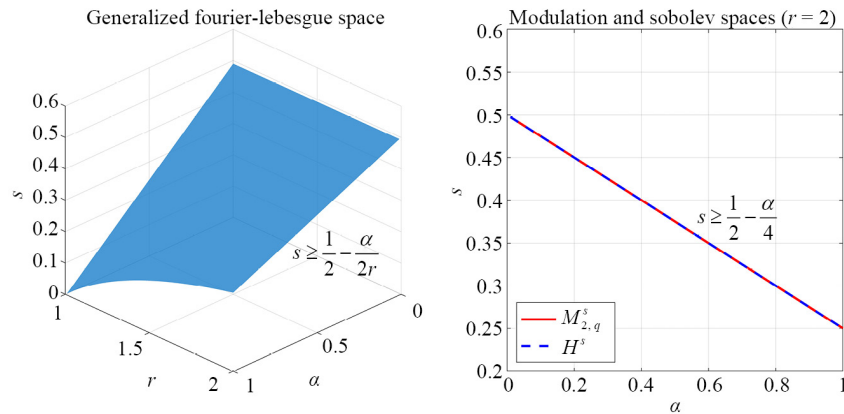 Generalized fourier-lebesgue space
0.6
0.5
0.4
0.3
0.2
0.1
0
s
s ≥ 1/2 − α/2r
1
1.5
2
r
1
0.5
0
α
Modulation and sobolev spaces (r = 2)
0.6
0.55
0.5
0.45
0.4
0.35
0.3
0.25
0.2
s
s ≥ 1/2 − α/4
M^s_{2, q}
H^s
0
0.2
0.4
0.6
0.8
1
α